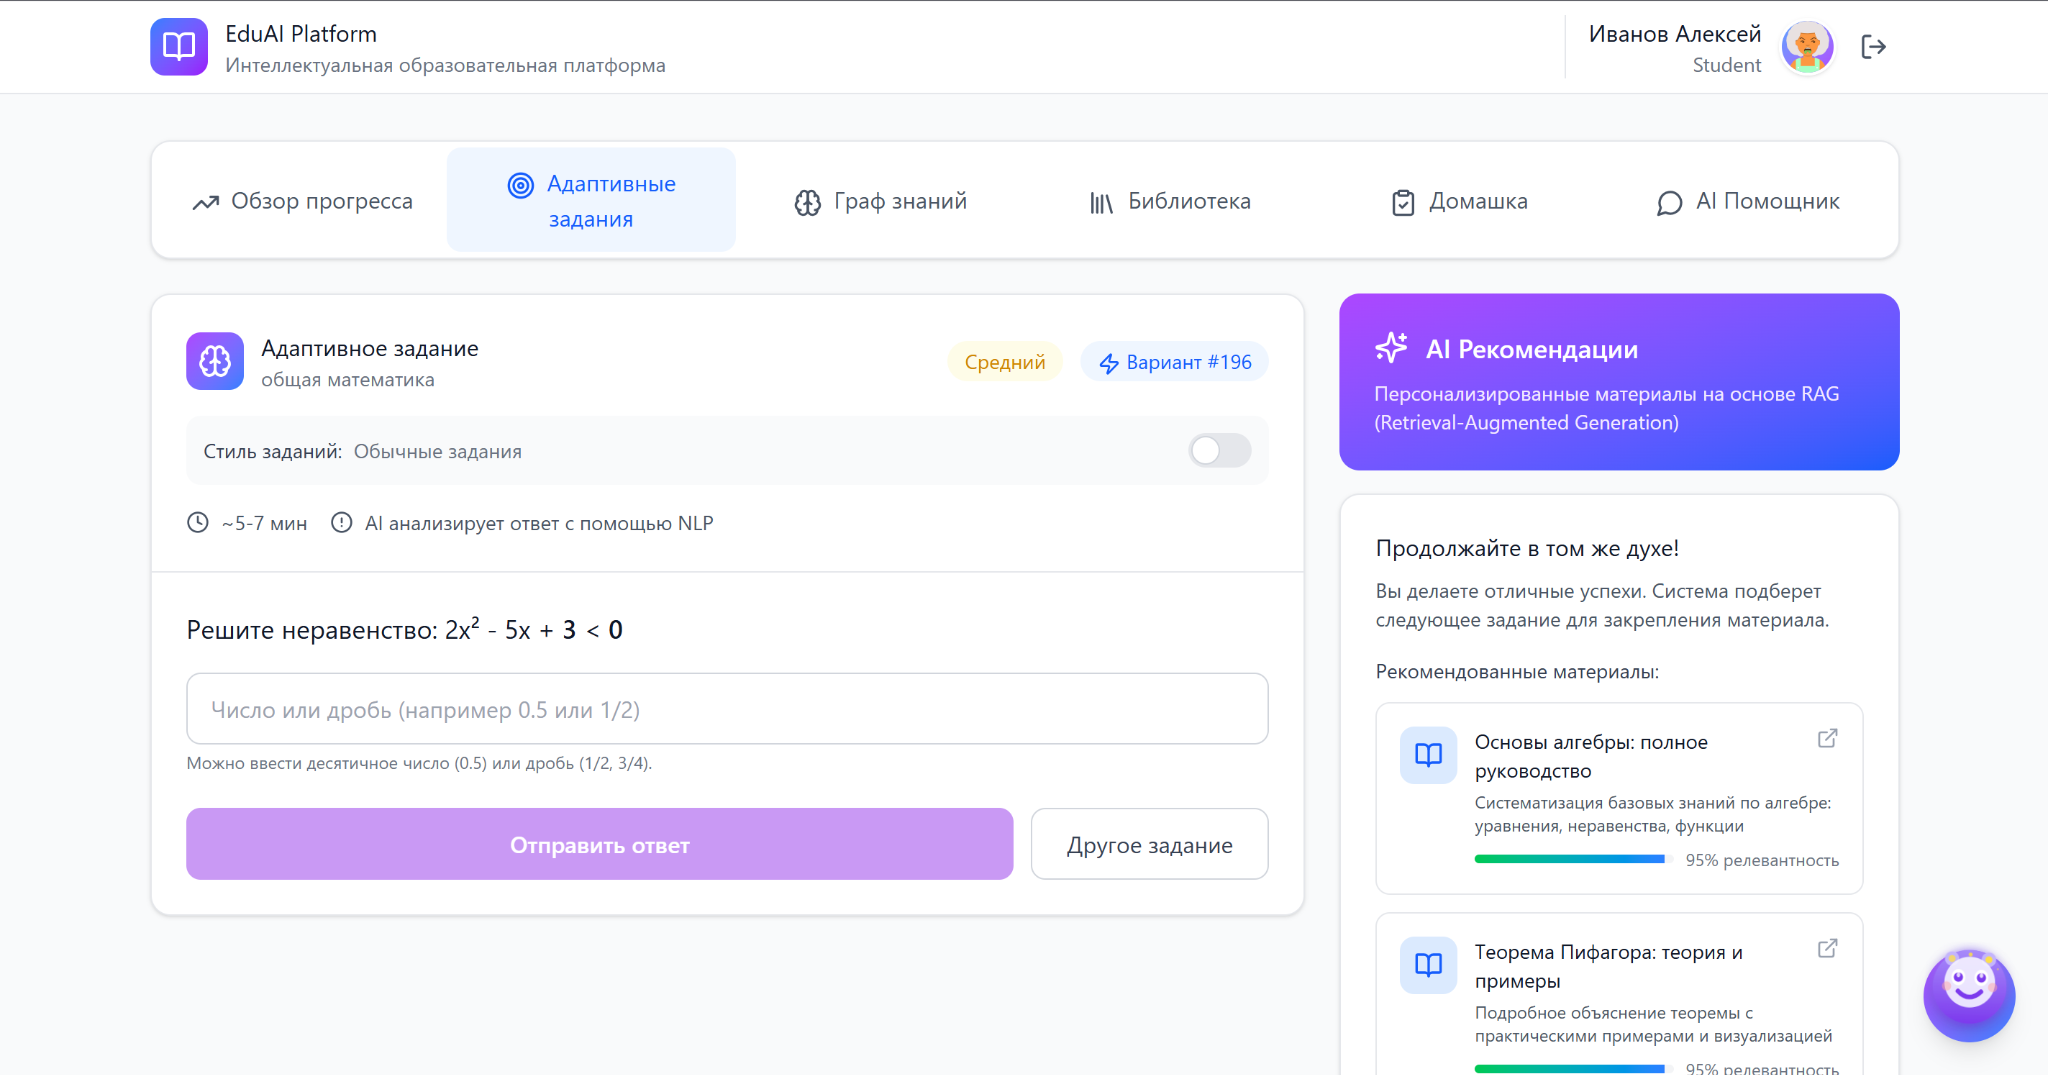 EduAI Platform
Интеллектуальная образовательная платформа
Иванов Алексей
Student
Обзор прогресса
Адаптивные
задания
Граф знаний
Библиотека
Домашка
AI Помощник
Адаптивное задание
общая математика
Средний
Вариант #196
Стиль заданий: Обычные задания
~5-7 мин
AI анализирует ответ с помощью NLP
Решите неравенство: 2x² - 5x + 3 < 0
Число или дробь (например 0.5 или 1/2)
Можно ввести десятичное число (0.5) или дробь (1/2, 3/4).
Отправить ответ
Другое задание
AI Рекомендации
Персонализированные материалы на основе RAG
(Retrieval-Augmented Generation)
Продолжайте в том же духе!
Вы делаете отличные успехи. Система подберет
следующее задание для закрепления материала.
Рекомендованные материалы:
Основы алгебры: полное
руководство
Систематизация базовых знаний по алгебре:
уравнения, неравенства, функции
95% релевантность
Теорема Пифагора: теория и
примеры
Подробное объяснение теоремы с
практическими примерами и визуализацией
95% релевантность